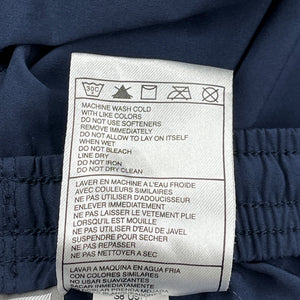 30C
MACHINE WASH COLD
WITH LIKE COLORS
DO NOT USE SOFTENERS
REMOVE IMMEDIATELY
DO NOT ALLOW TO LAY ON ITSELF
WHEN WET
DO NOT BLEACH
LINE DRY
DO NOT IRON
DO NOT DRY CLEAN
LAVER EN MACHINE A L'EAU FROIDE
AVEC COULEURS SIMILAIRES
NE PAS UTILISER D'ADOUCISSEUR
ENLEVER IMMEDIATEMENT
NE PAS LAISSER LE VETEMENT PLIE
LORSQU'IL EST MOUILLE
NE PAS UTILISER D'EAU DE JAVEL
SUSPENDRE POUR SECHER
NE PAS REPASSER
NE PAS NETTOYER A SEC
LAVAR A MAQUINA EN AGUA FRIA
CON COLORES SIMILARES
NO USAR SUAVIZANTES